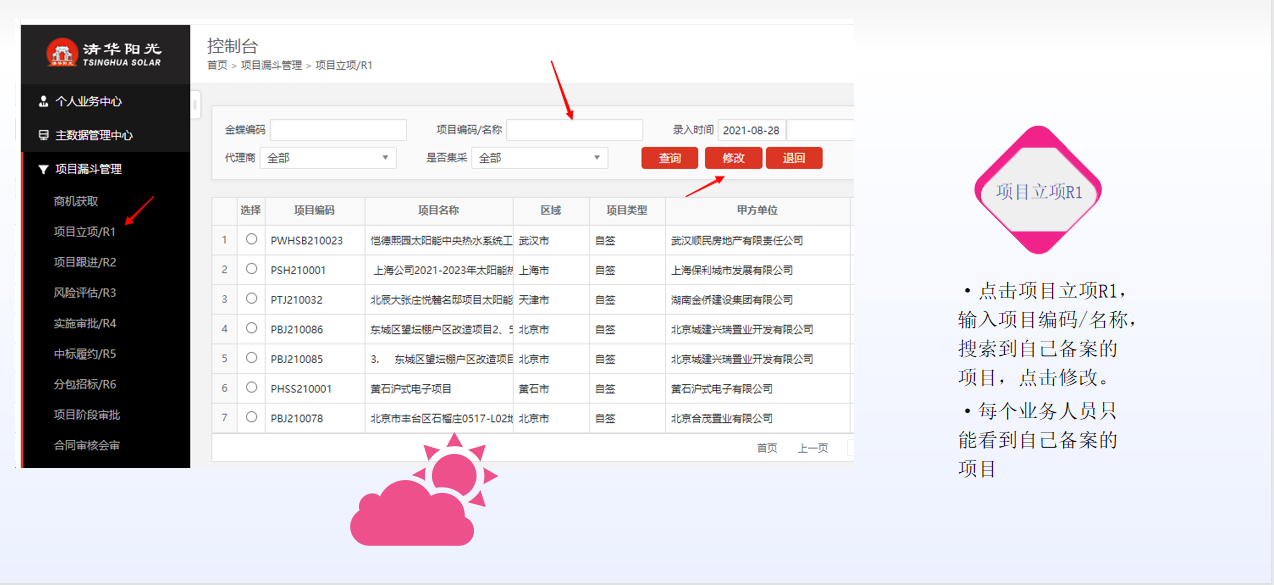 清华阳光
TSINGHUA SOLAR
个人业务中心
主数据管理中心
项目漏斗管理
商机获取
项目立项/R1
项目跟进/R2
风险评估/R3
实施审批/R4
中标履约/R5
分包招标/R6
项目阶段审批
合同审核会审
控制台
首页 > 项目漏斗管理 > 项目立项/R1
金蝶编码 项目编码/名称 录入时间 2021-08-28
代理商 全部 是否集采 全部 查询 修改 退回
选择 项目编码 项目名称 区域 项目类型 甲方单位
1 PWHSB210023 恺德熙园太阳能中央热水系统工 武汉市 自签 武汉顺民房地产有限责任公司
2 PSH210001 上海公司2021-2023年太阳能热 上海市 自签 上海保利城市发展有限公司
3 PTJ210032 北辰大张庄悦麓名邸项目太阳能 天津市 自签 湖南金侨建设集团有限公司
4 PBJ210086 东城区望坛棚户区改造项目2、5 北京市 自签 北京城建兴瑞置业开发有限公司
5 PBJ210085 3. 东城区望坛棚户区改造项目 北京市 自签 北京城建兴瑞置业开发有限公司
6 PHSS210001 黄石沪式电子项目 黄石市 自签 黄石沪式电子有限公司
7 PBJ210078 北京市丰台区石榴庄0517-L02地 北京市 自签 北京台茂置业有限公司
首页 上一页
项目立项R1
•点击项目立项R1，
输入项目编码/名称，
搜索到自己备案的
项目，点击修改。
•每个业务人员只
能看到自己备案的
项目